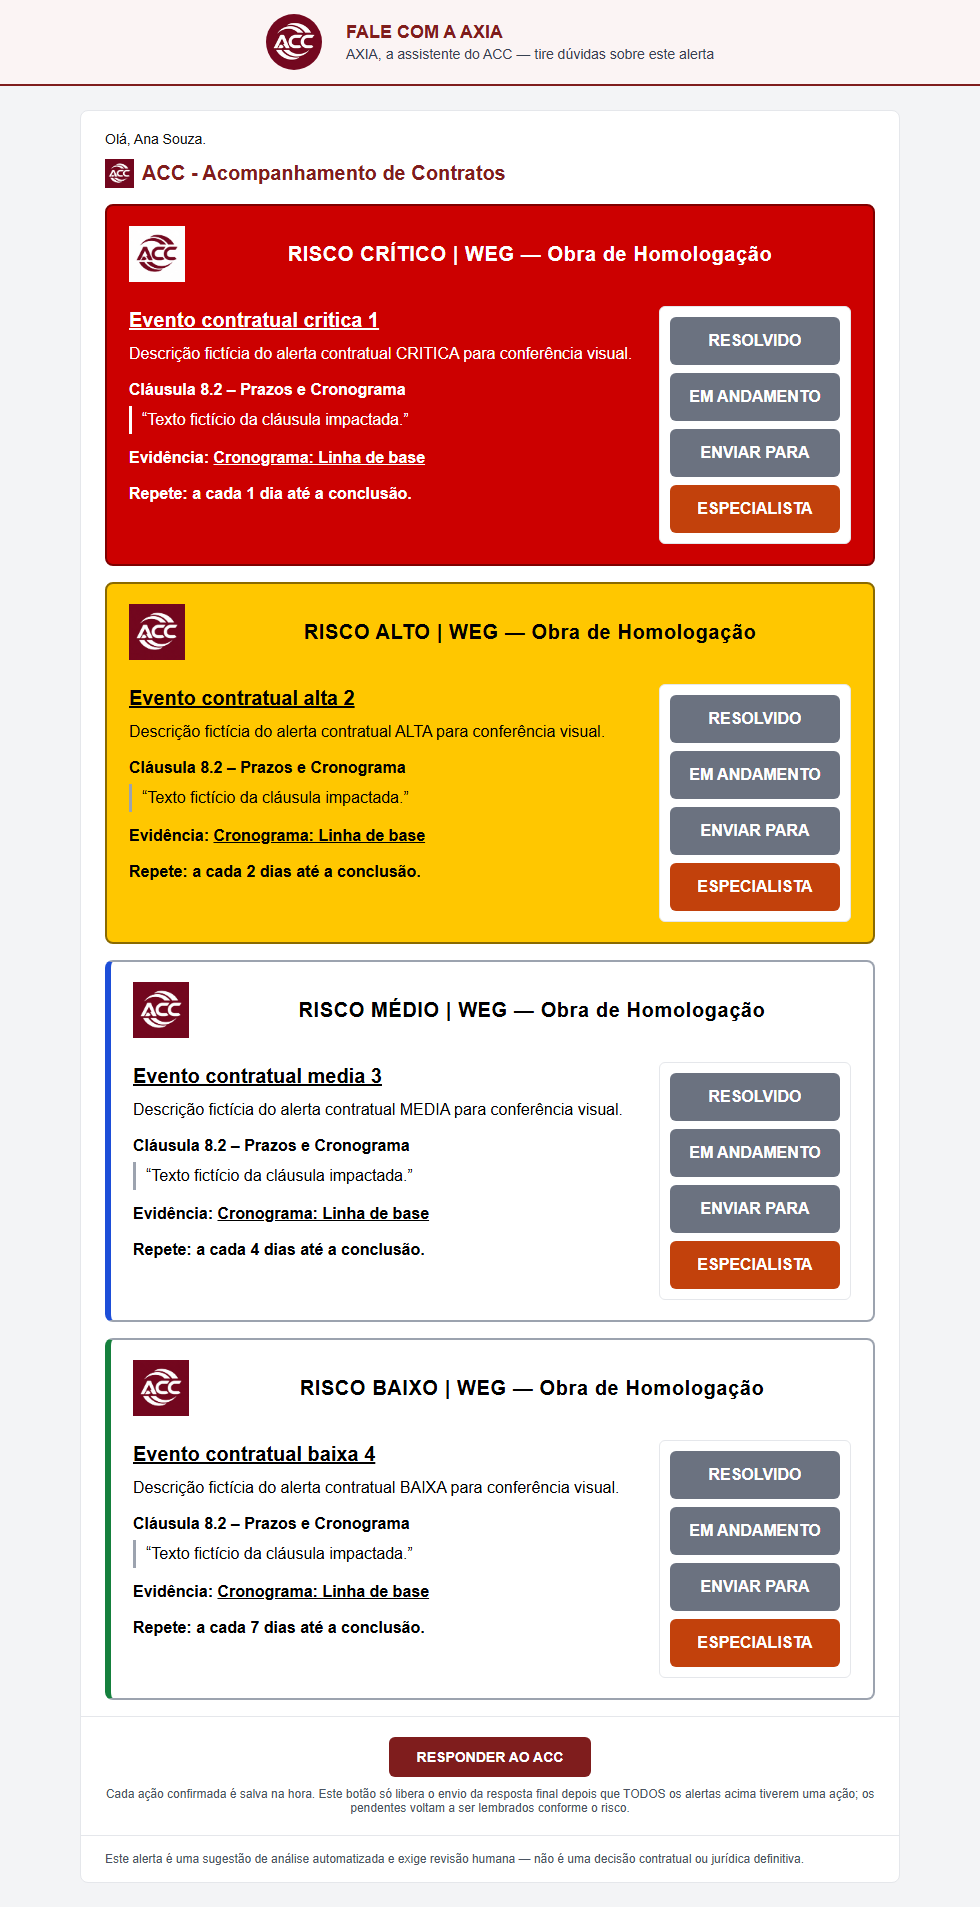 ACC
FALE COM A AXIA
AXIA, a assistente do ACC — tire dúvidas sobre este alerta
Olá, Ana Souza.
ACC
ACC - Acompanhamento de Contratos
ACC
RISCO CRÍTICO | WEG — Obra de Homologação
Evento contratual critica 1
Descrição fictícia do alerta contratual CRITICA para conferência visual.
Cláusula 8.2 – Prazos e Cronograma
“Texto fictício da cláusula impactada.”
Evidência: Cronograma: Linha de base
Repete: a cada 1 dia até a conclusão.
RESOLVIDO
EM ANDAMENTO
ENVIAR PARA
ESPECIALISTA
ACC
RISCO ALTO | WEG — Obra de Homologação
Evento contratual alta 2
Descrição fictícia do alerta contratual ALTA para conferência visual.
Cláusula 8.2 – Prazos e Cronograma
“Texto fictício da cláusula impactada.”
Evidência: Cronograma: Linha de base
Repete: a cada 2 dias até a conclusão.
RESOLVIDO
EM ANDAMENTO
ENVIAR PARA
ESPECIALISTA
ACC
RISCO MÉDIO | WEG — Obra de Homologação
Evento contratual media 3
Descrição fictícia do alerta contratual MEDIA para conferência visual.
Cláusula 8.2 – Prazos e Cronograma
“Texto fictício da cláusula impactada.”
Evidência: Cronograma: Linha de base
Repete: a cada 4 dias até a conclusão.
RESOLVIDO
EM ANDAMENTO
ENVIAR PARA
ESPECIALISTA
ACC
RISCO BAIXO | WEG — Obra de Homologação
Evento contratual baixa 4
Descrição fictícia do alerta contratual BAIXA para conferência visual.
Cláusula 8.2 – Prazos e Cronograma
“Texto fictício da cláusula impactada.”
Evidência: Cronograma: Linha de base
Repete: a cada 7 dias até a conclusão.
RESOLVIDO
EM ANDAMENTO
ENVIAR PARA
ESPECIALISTA
RESPONDER AO ACC
Cada ação confirmada é salva na hora. Este botão só libera o envio da resposta final depois que TODOS os alertas acima tiverem uma ação; os
pendentes voltam a ser lembrados conforme o risco.
Este alerta é uma sugestão de análise automatizada e exige revisão humana — não é uma decisão contratual ou jurídica definitiva.